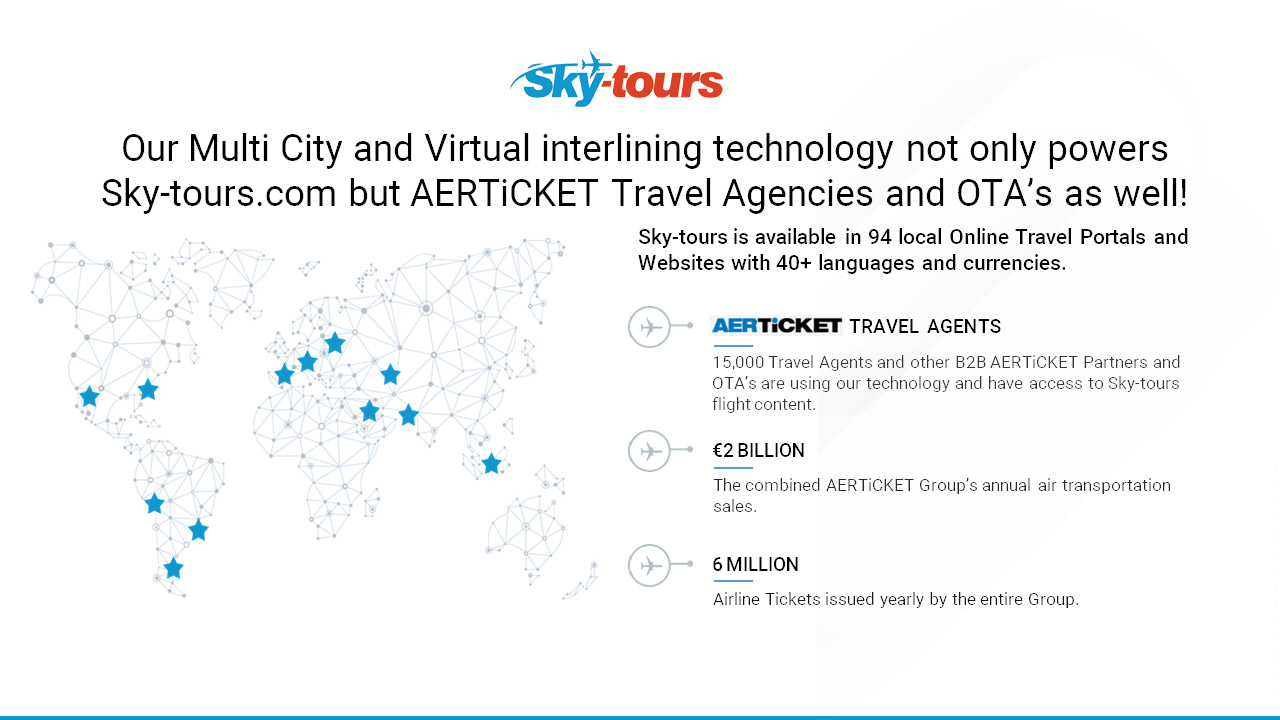 Sky-tours
Our Multi City and Virtual interlining technology not only powers
Sky-tours.com but AERTiCKET Travel Agencies and OTA’s as well!
Sky-tours is available in 94 local Online Travel Portals and
Websites with 40+ languages and currencies.
AERTiCKET TRAVEL AGENTS
15,000 Travel Agents and other B2B AERTiCKET Partners and
OTA’s are using our technology and have access to Sky-tours
flight content.
€2 BILLION
The combined AERTiCKET Group’s annual air transportation
sales.
6 MILLION
Airline Tickets issued yearly by the entire Group.